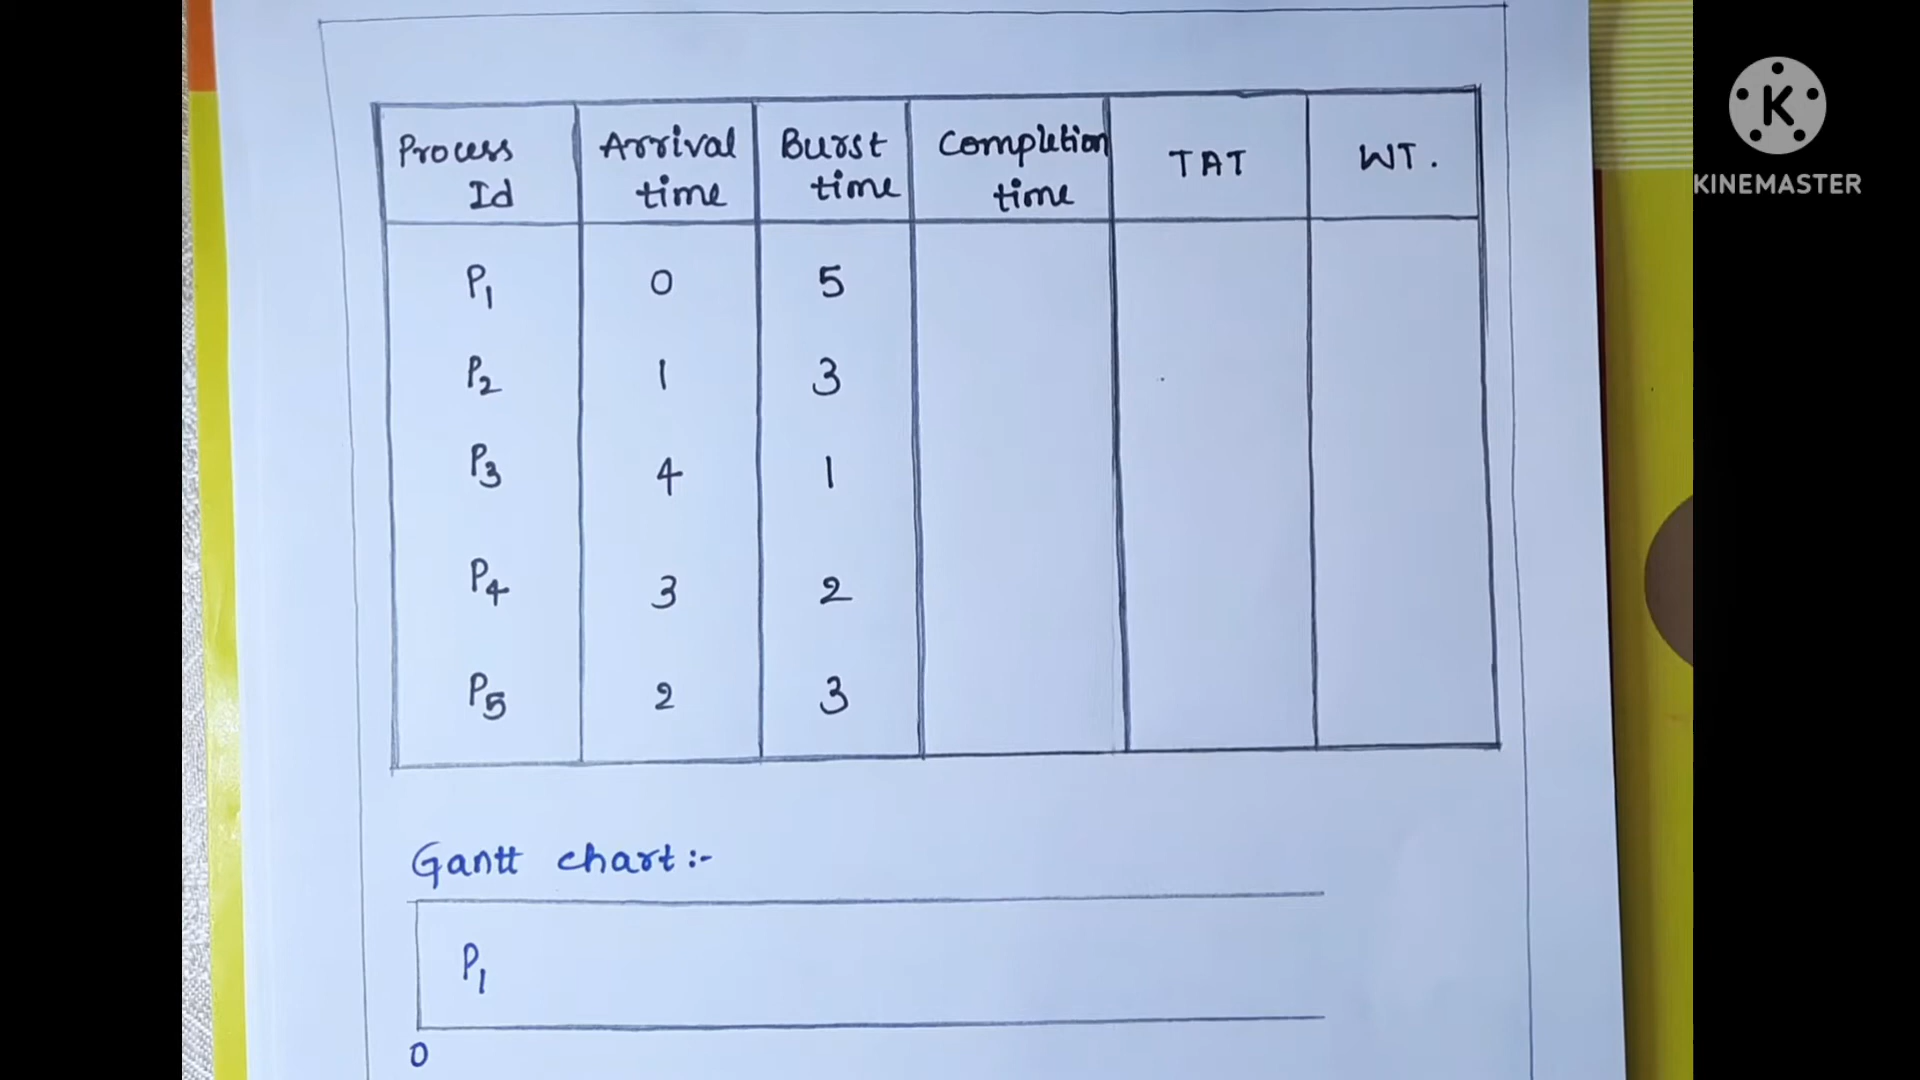 Process Id Arrival time Burst time Completion time TAT WT.
P1 0 5
P2 1 3
P3 4 1
P4 3 2
P5 2 3
Gantt chart:-
P1
0
K
KINEMASTER